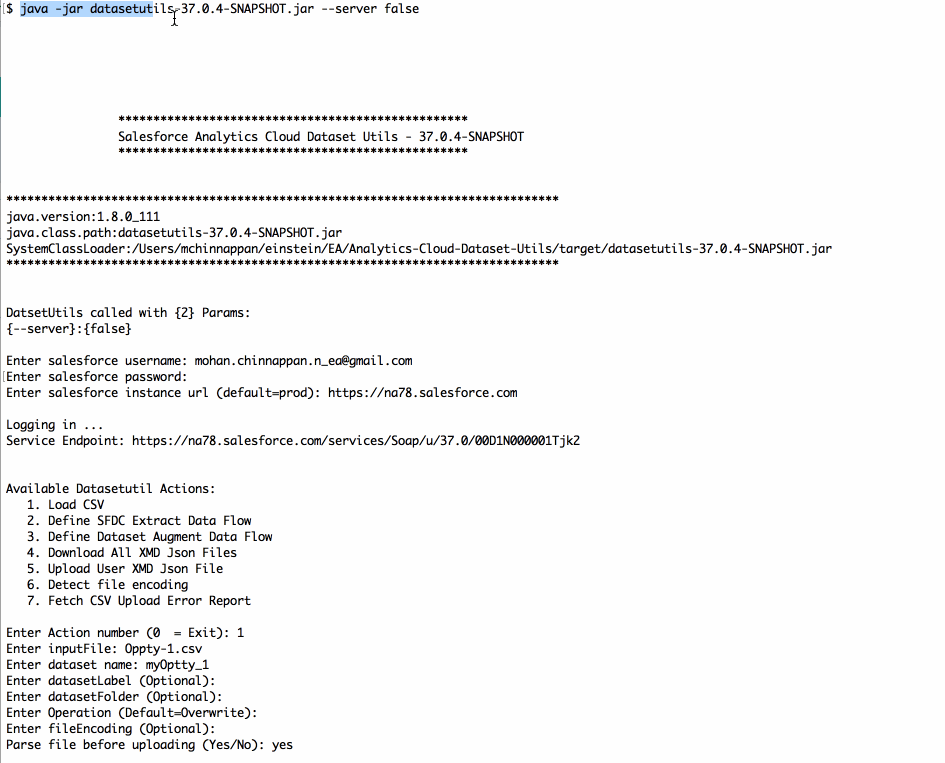 [$ java -jar datasetutils-37.0.4-SNAPSHOT.jar --server false
**************************************************
Salesforce Analytics Cloud Dataset Utils - 37.0.4-SNAPSHOT
**************************************************
*******************************************************************************
java.version:1.8.0_111
java.class.path:datasetutils-37.0.4-SNAPSHOT.jar
SystemClassLoader:/Users/mchinnappan/einstein/EA/Analytics-Cloud-Dataset-Utils/target/datasetutils-37.0.4-SNAPSHOT.jar
*******************************************************************************
DatsetUtils called with {2} Params:
{--server}:{false}
Enter salesforce username: mohan.chinnappan.n_ea@gmail.com
[Enter salesforce password:
Enter salesforce instance url (default=prod): https://na78.salesforce.com
Logging in ...
Service Endpoint: https://na78.salesforce.com/services/Soap/u/37.0/00D1N000001Tjk2
Available Datasetutil Actions:
1. Load CSV
2. Define SFDC Extract Data Flow
3. Define Dataset Augment Data Flow
4. Download All XMD Json Files
5. Upload User XMD Json File
6. Detect file encoding
7. Fetch CSV Upload Error Report
Enter Action number (0  = Exit): 1
Enter inputFile: Oppty-1.csv
Enter dataset name: myOptty_1
Enter datasetLabel (Optional):
Enter datasetFolder (Optional):
Enter Operation (Default=Overwrite):
Enter fileEncoding (Optional):
Parse file before uploading (Yes/No): yes